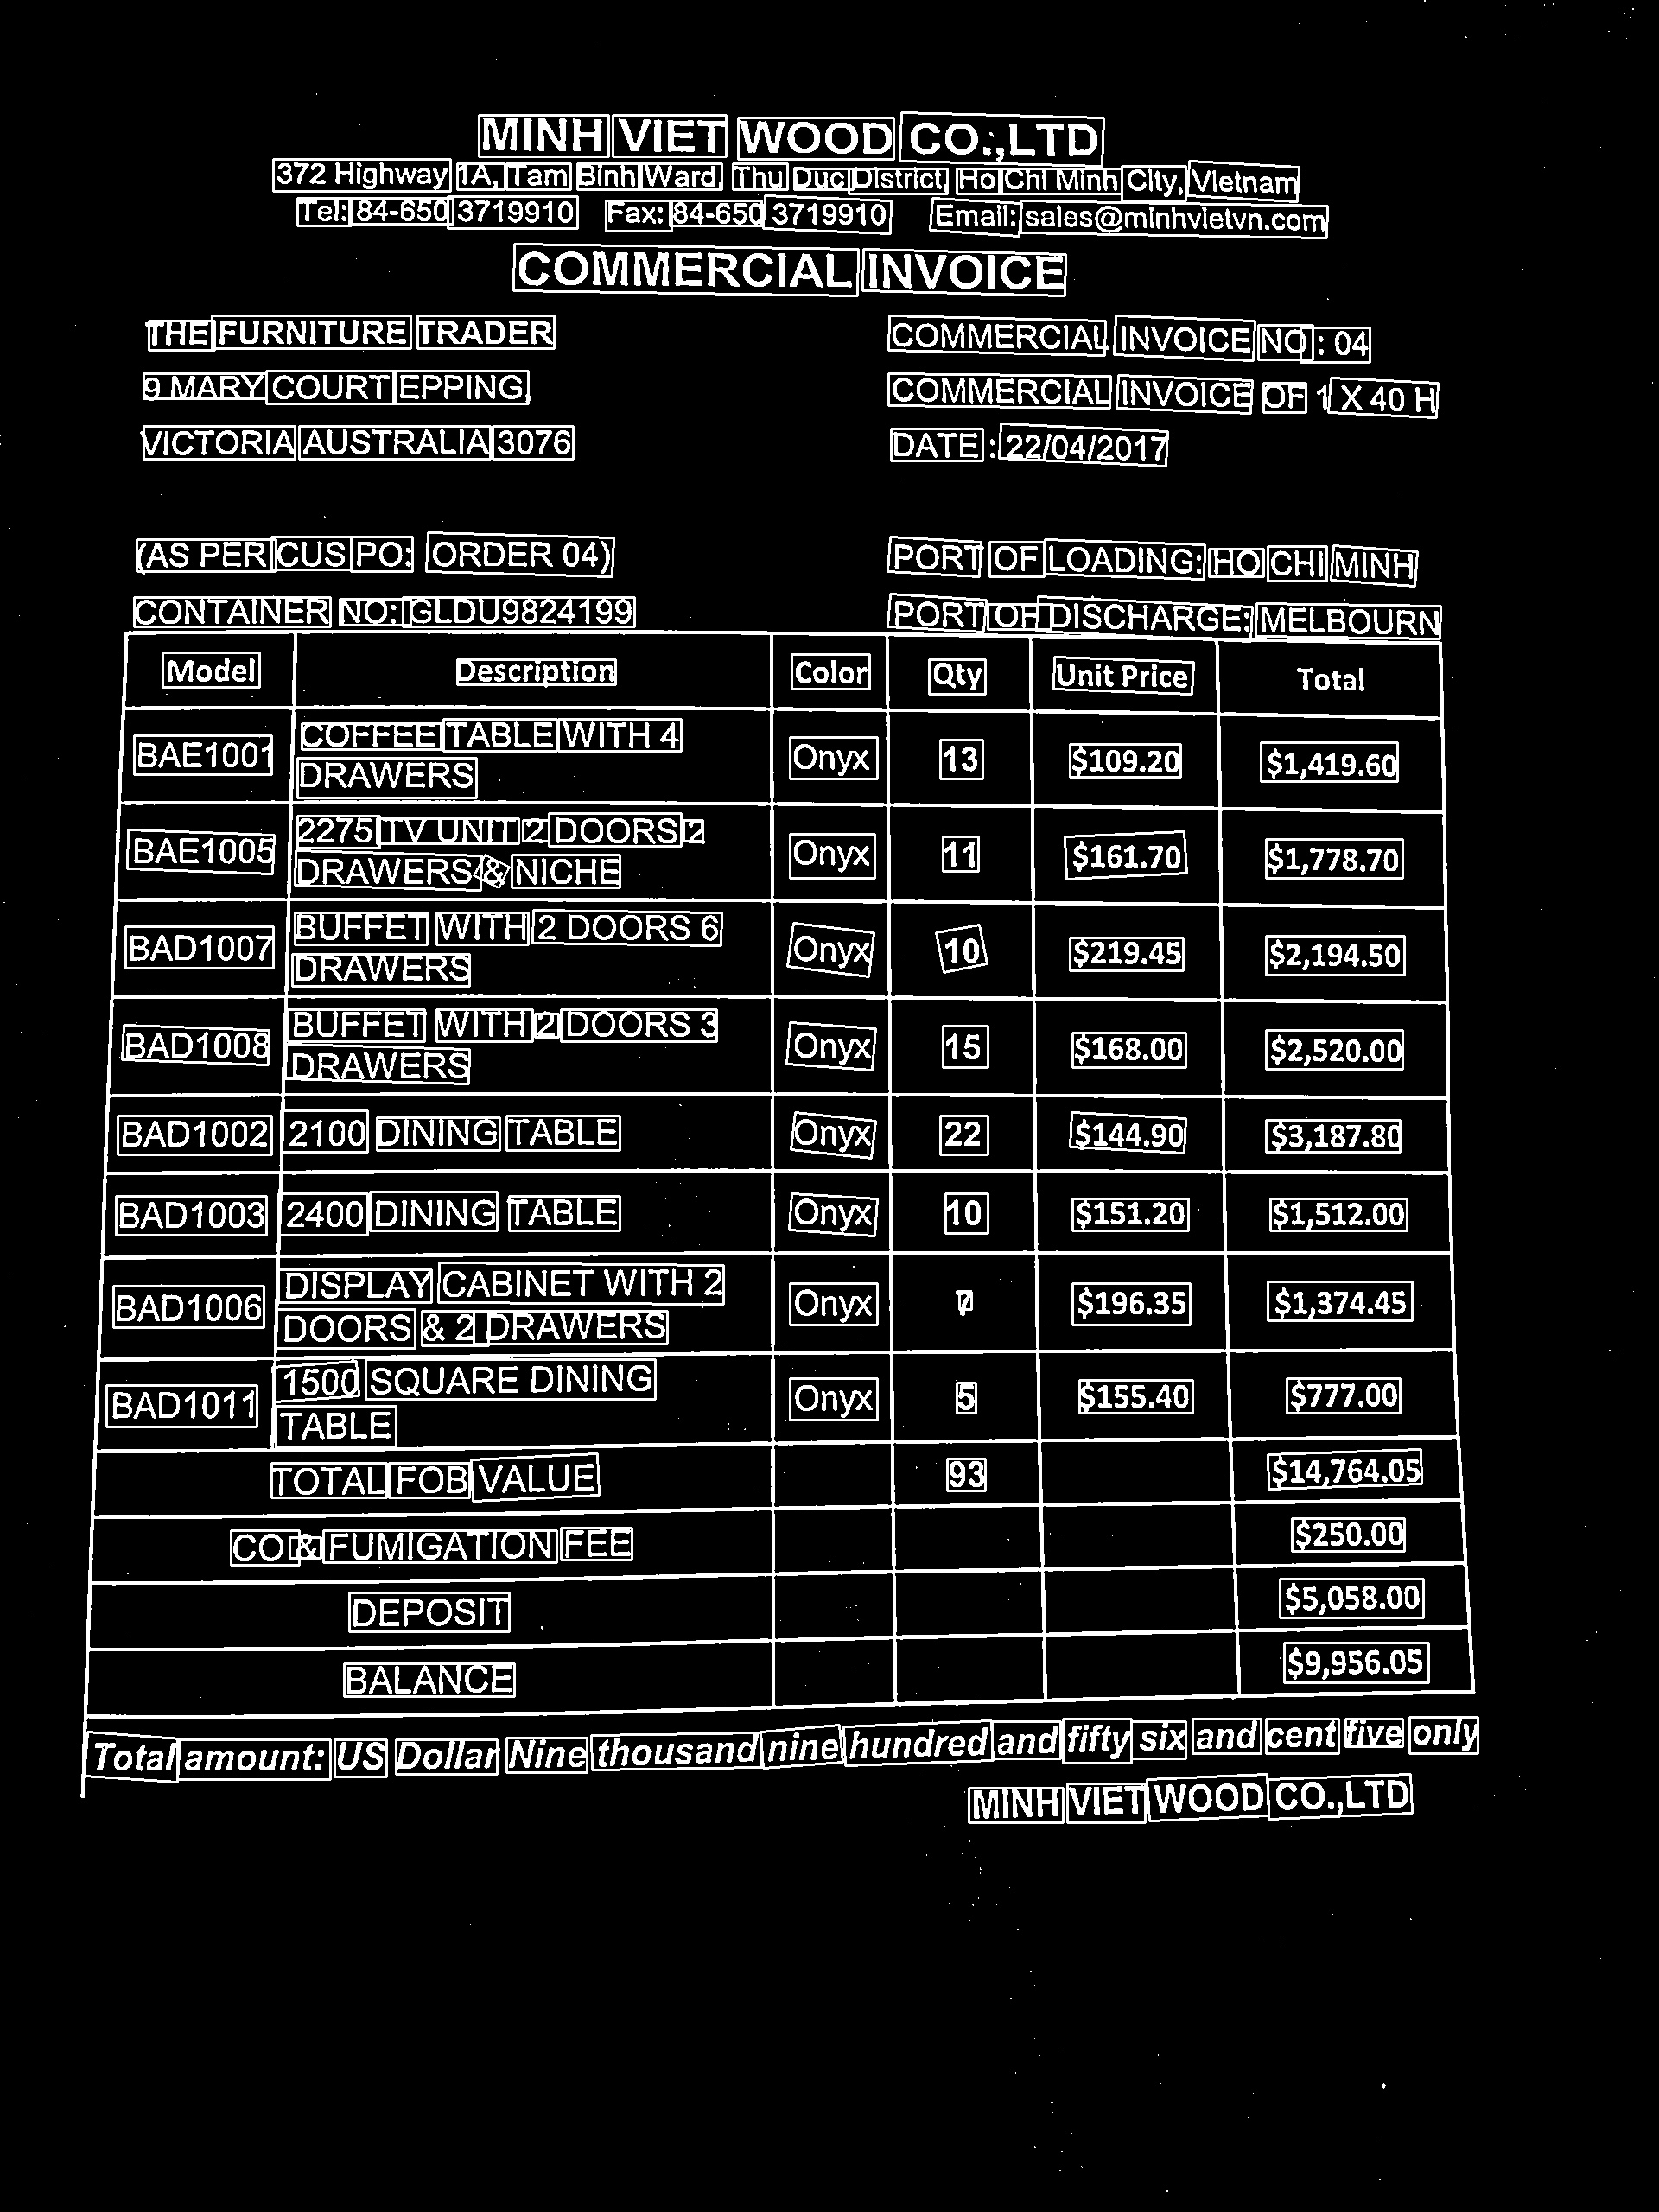 MINH VIET WOOD CO.,LTD
372 Highway 1A, Tam Binh Ward, Thu Duc District, Ho Chi Minh City, Vietnam
Tel: 84-650 3719910 Fax: 84-650 3719910 Email: sales@minhvietvn.com
COMMERCIAL INVOICE
THE FURNITURE TRADER COMMERCIAL INVOICE NO : 04
9 MARY COURT EPPING, COMMERCIAL INVOICE OF 1 X 40 H
VICTORIA AUSTRALIA 3076 DATE : 22/04/2017
(AS PER CUS PO: ORDER 04) PORT OF LOADING: HO CHI MINH
CONTAINER NO: GLDU9824199 PORT OF DISCHARGE: MELBOURN
Model Description Color Qty Unit Price Total
BAE1001 COFFEE TABLE WITH 4 DRAWERS Onyx 13 $109.20 $1,419.60
BAE1005 2275 TV UNIT 2 DOORS 2 DRAWERS & NICHE Onyx 11 $161.70 $1,778.70
BAD1007 BUFFET WITH 2 DOORS 6 DRAWERS Onyx 10 $219.45 $2,194.50
BAD1008 BUFFET WITH 2 DOORS 3 DRAWERS Onyx 15 $168.00 $2,520.00
BAD1002 2100 DINING TABLE Onyx 22 $144.90 $3,187.80
BAD1003 2400 DINING TABLE Onyx 10 $151.20 $1,512.00
BAD1006 DISPLAY CABINET WITH 2 DOORS & 2 DRAWERS Onyx 7 $196.35 $1,374.45
BAD1011 1500 SQUARE DINING TABLE Onyx 5 $155.40 $777.00
TOTAL FOB VALUE 93 $14,764.05
CO & FUMIGATION FEE $250.00
DEPOSIT $5,058.00
BALANCE $9,956.05
Total amount: US Dollar Nine thousand nine hundred and fifty six and cent five only
MINH VIET WOOD CO.,LTD